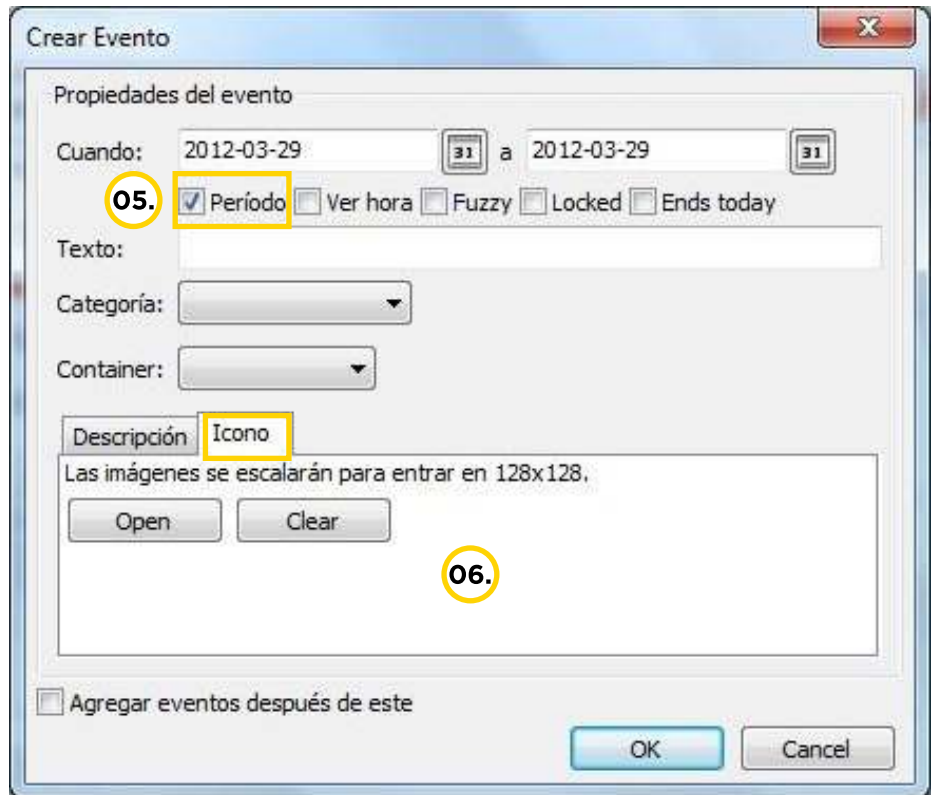 Crear Evento
Propiedades del evento
Cuando: 2012-03-29 31 a 2012-03-29 31
05. Período Ver hora Fuzzy Locked Ends today
Texto:
Categoría:
Container:
Descripción Icono
Las imágenes se escalarán para entrar en 128x128.
Open Clear
06.
Agregar eventos después de este
OK Cancel